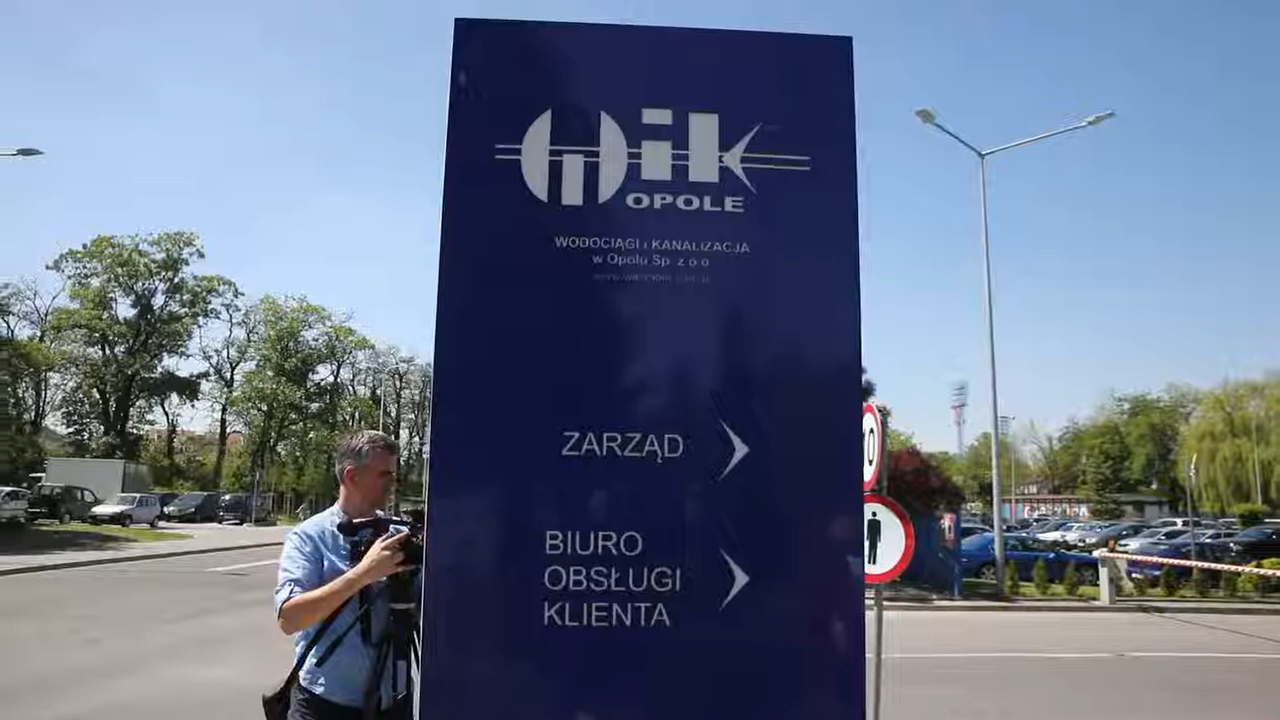 wik
OPOLE
WODOCIĄGI i KANALIZACJA
w Opolu Sp. z o o
ZARZĄD
BIURO
OBSŁUGI
KLIENTA